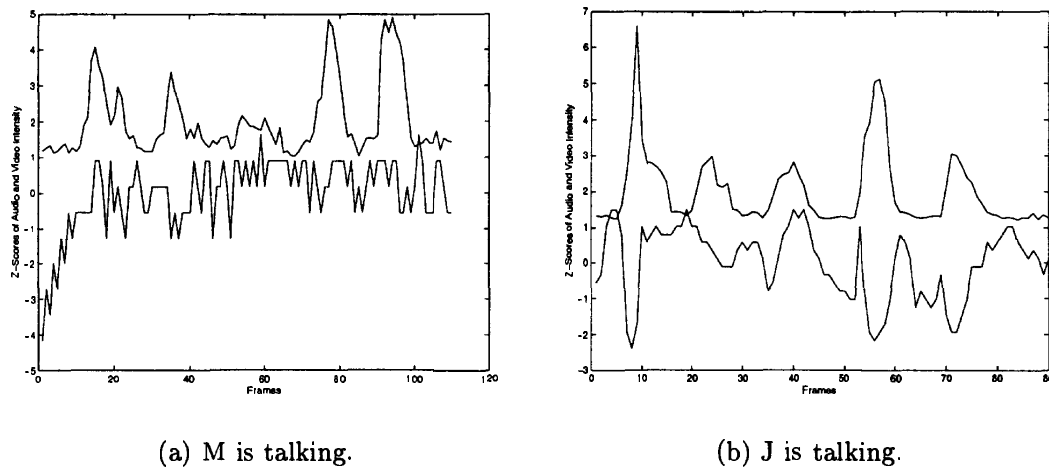 Z-Scores of Audio and Video Intensity
5
4
3
2
1
0
-1
-2
-3
-4
-5
0 20 40 60 80 100 120
Frames
(a) M is talking.
Z-Scores of Audio and Video Intensity
7
6
5
4
3
2
1
0
-1
-2
-3
0 10 20 30 40 50 60 70 80 90
Frames
(b) J is talking.